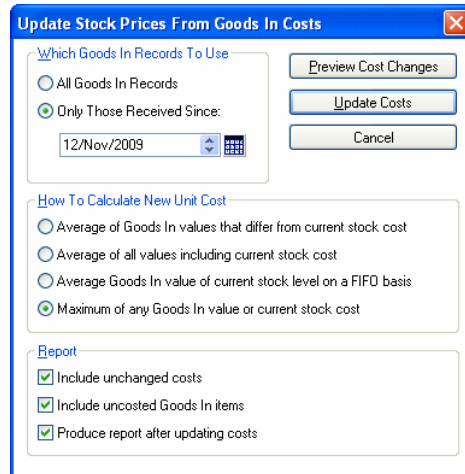 Update Stock Prices From Goods In Costs
Which Goods In Records To Use
All Goods In Records
Only Those Received Since:
12/Nov/2009
Preview Cost Changes
Update Costs
Cancel
How To Calculate New Unit Cost
Average of Goods In values that differ from current stock cost
Average of all values including current stock cost
Average Goods In value of current stock level on a FIFO basis
Maximum of any Goods In value or current stock cost
Report
Include unchanged costs
Include uncosted Goods In items
Produce report after updating costs